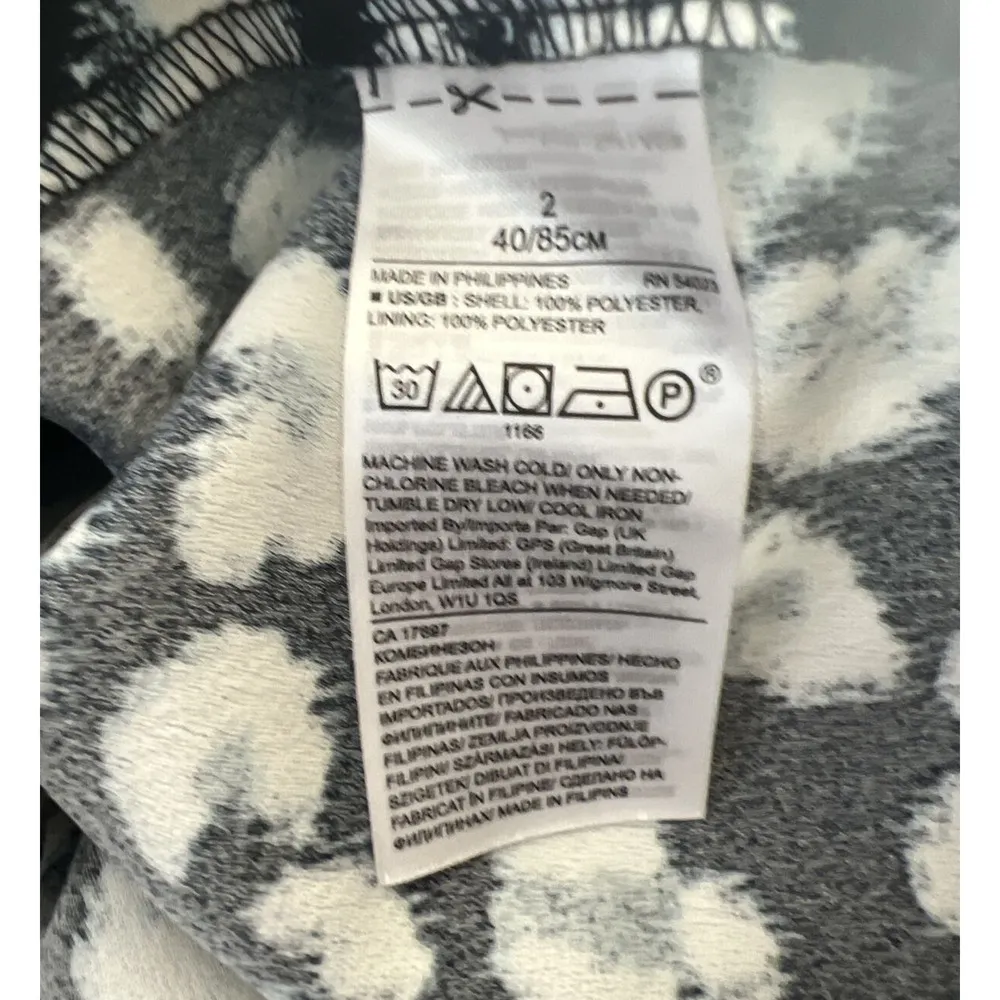 2
40/85CM
MADE IN PHILIPPINES RN 54023
■ US/GB : SHELL: 100% POLYESTER,
LINING: 100% POLYESTER
30 P ®
1166
MACHINE WASH COLD/ ONLY NON-
CHLORINE BLEACH WHEN NEEDED/
TUMBLE DRY LOW/ COOL IRON
Imported By/Importe Par: Gap (UK
Holdings) Limited: GPS (Great Britain)
Limited Gap Stores (Ireland) Limited Gap
Europe Limited All at 103 Wigmore Street,
London, W1U 1QS
CA 17897
КОМБИНЕЗОН
FABRIQUE AUX PHILIPPINES/ HECHO
EN FILIPINAS CON INSUMOS
IMPORTADOS/ ПРОИЗВЕДЕНО ВЪВ
ФИЛИПИНИТЕ/ FABRICADO NAS
FILIPINAS/ ZEMLJA PROIZVODNJE
FILIPINI/ SZÁRMAZÁSI HELY: FÜLÖP-
SZIGETEK/ DIBUAT DI FILIPINA/
FABRICAT ÎN FILIPINE/ СДЕЛАНО НА
ФИЛИППИНАХ/ MADE IN FILIPINS